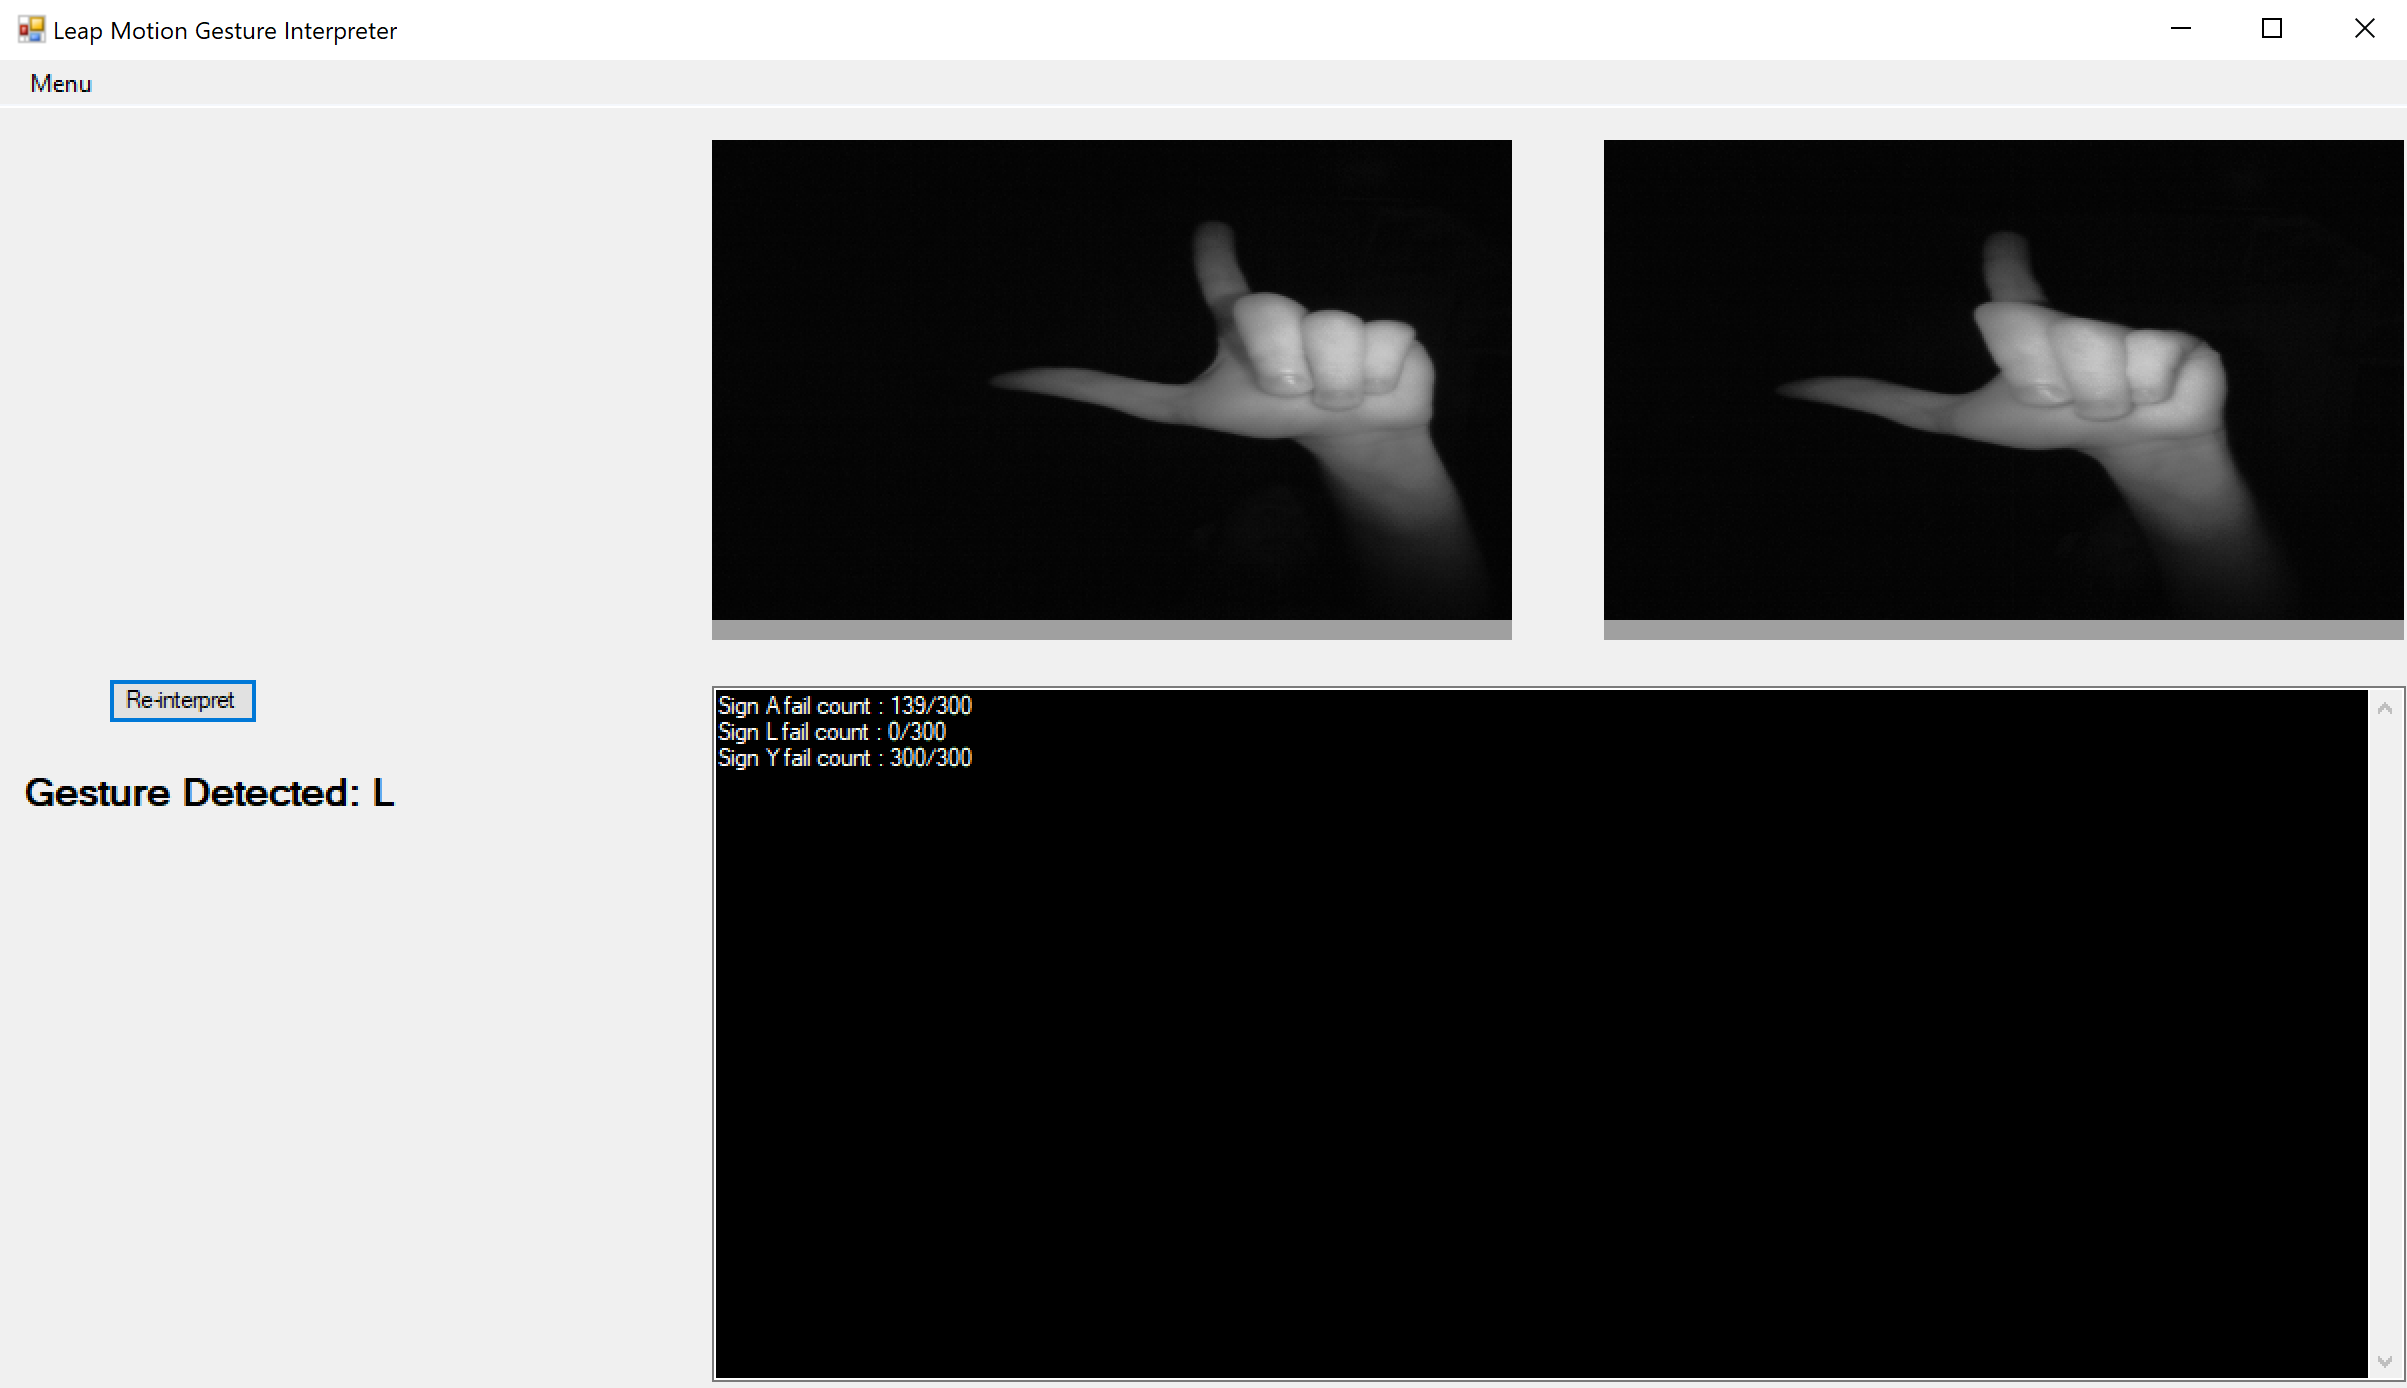 Leap Motion Gesture Interpreter
Menu
Re-interpret
Gesture Detected: L
Sign A fail count : 139/300
Sign L fail count : 0/300
Sign Y fail count : 300/300